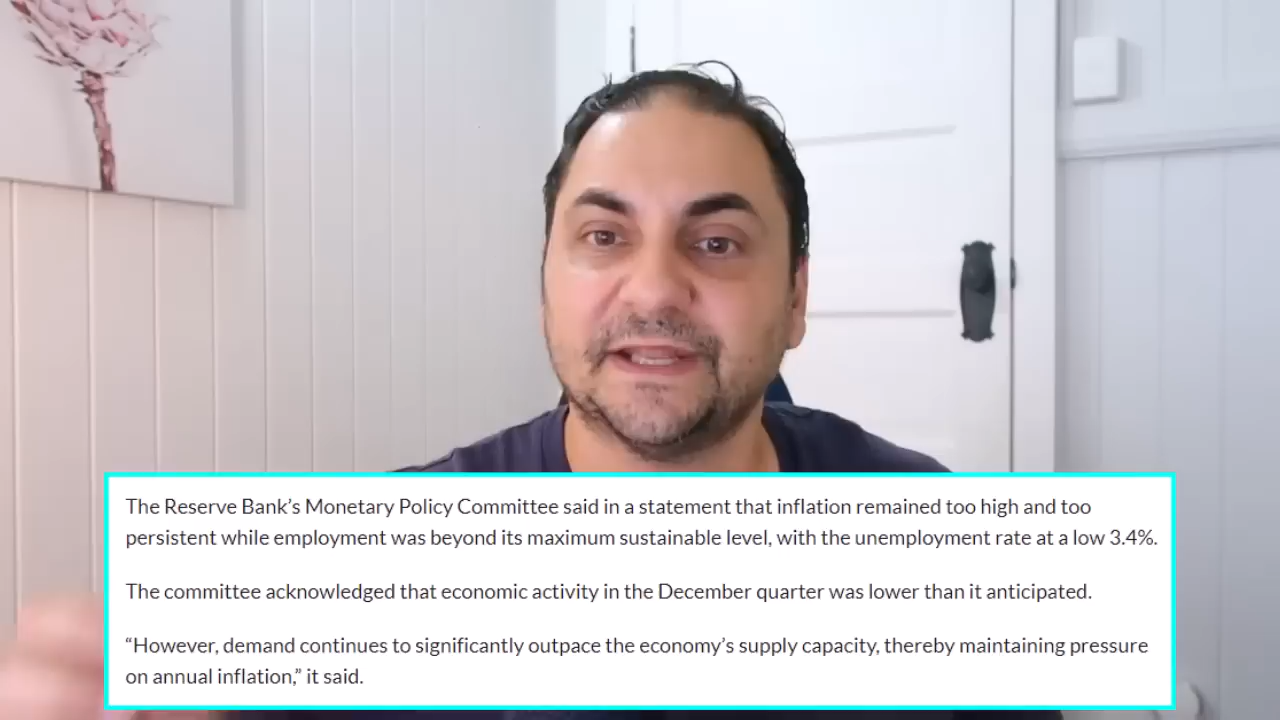 The Reserve Bank’s Monetary Policy Committee said in a statement that inflation remained too high and too
persistent while employment was beyond its maximum sustainable level, with the unemployment rate at a low 3.4%.
The committee acknowledged that economic activity in the December quarter was lower than it anticipated.
“However, demand continues to significantly outpace the economy’s supply capacity, thereby maintaining pressure
on annual inflation,” it said.